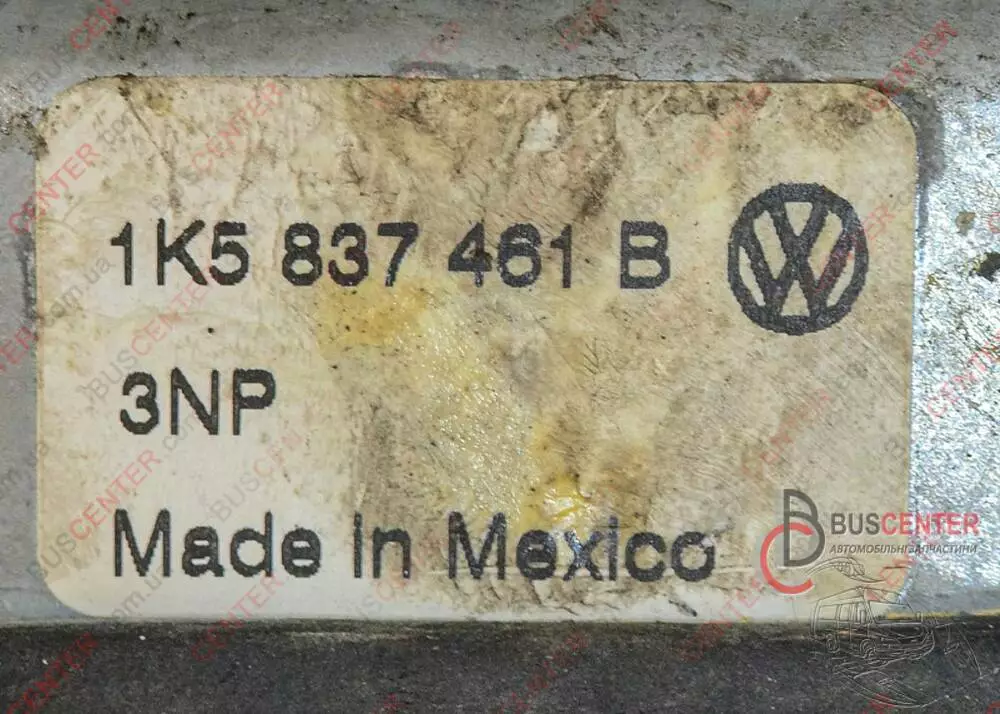 1K5 837 461 B
3NP
Made in Mexico
BUSCENTER
АВТОМОБІЛЬНІ ЗАПЧАСТИНИ